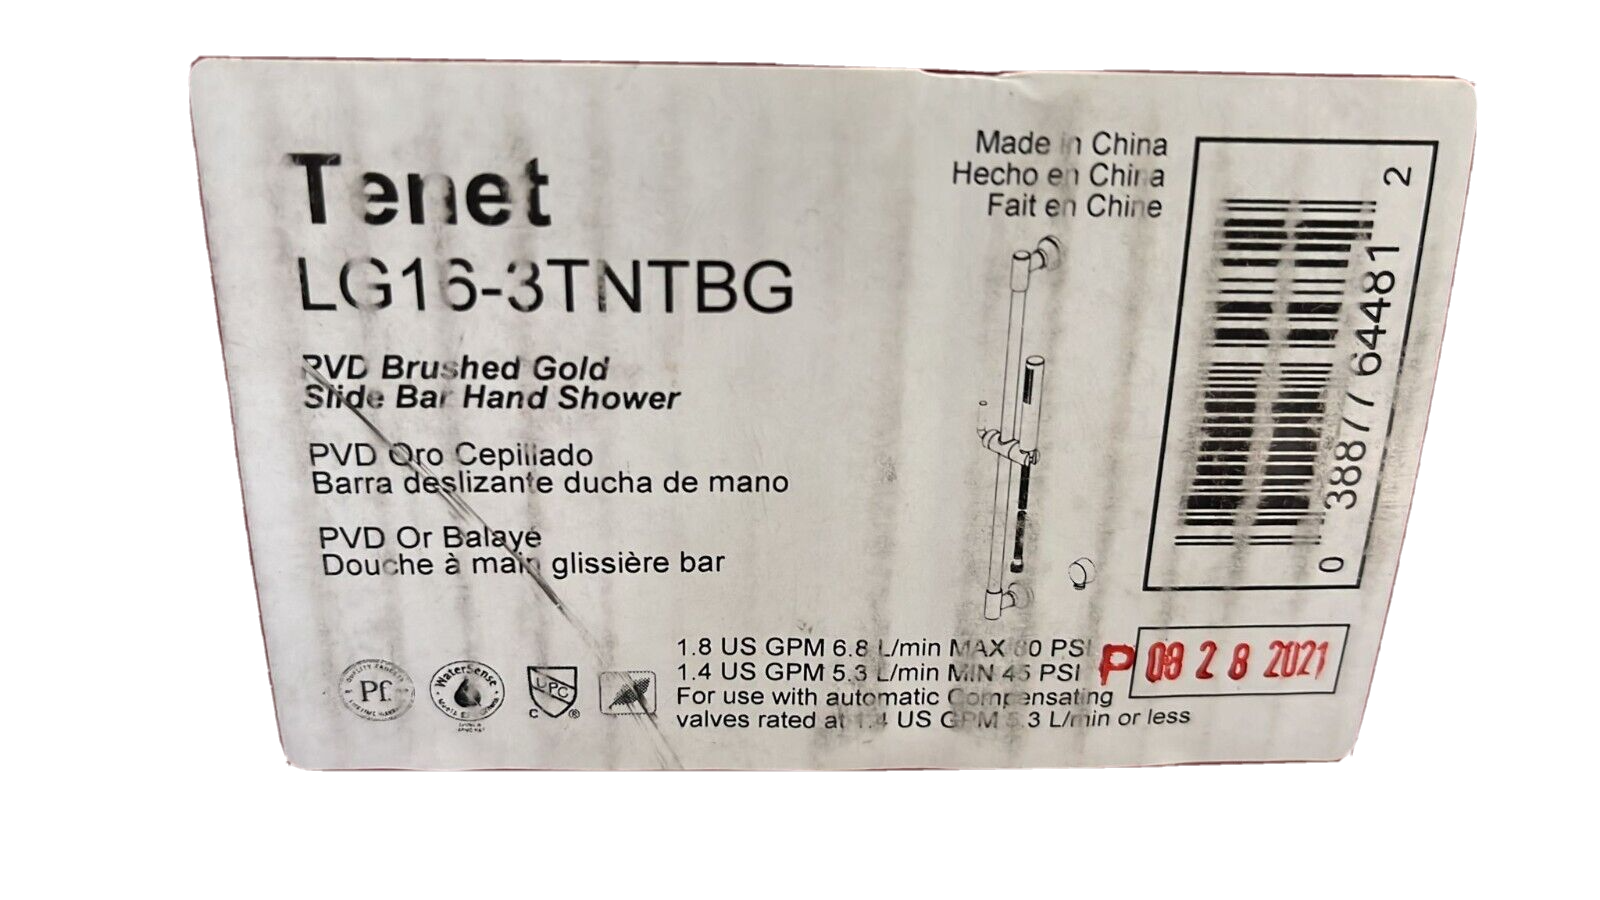 Tenet
LG16-3TNTBG
PVD Brushed Gold
Slide Bar Hand Shower
PVD Oro Cepillado
Barra deslizante ducha de mano
PVD Or Balayé
Douche à main glissière bar
Made in China
Hecho en China
Fait en Chine
0 38877 64481 2
Pf
WaterSense
UPC
C ®
1.8 US GPM 6.8 L/min MAX 80 PSI
1.4 US GPM 5.3 L/min MIN 45 PSI
For use with automatic Compensating
valves rated at 1.4 US GPM 5.3 L/min or less
P 08 2 8 2021